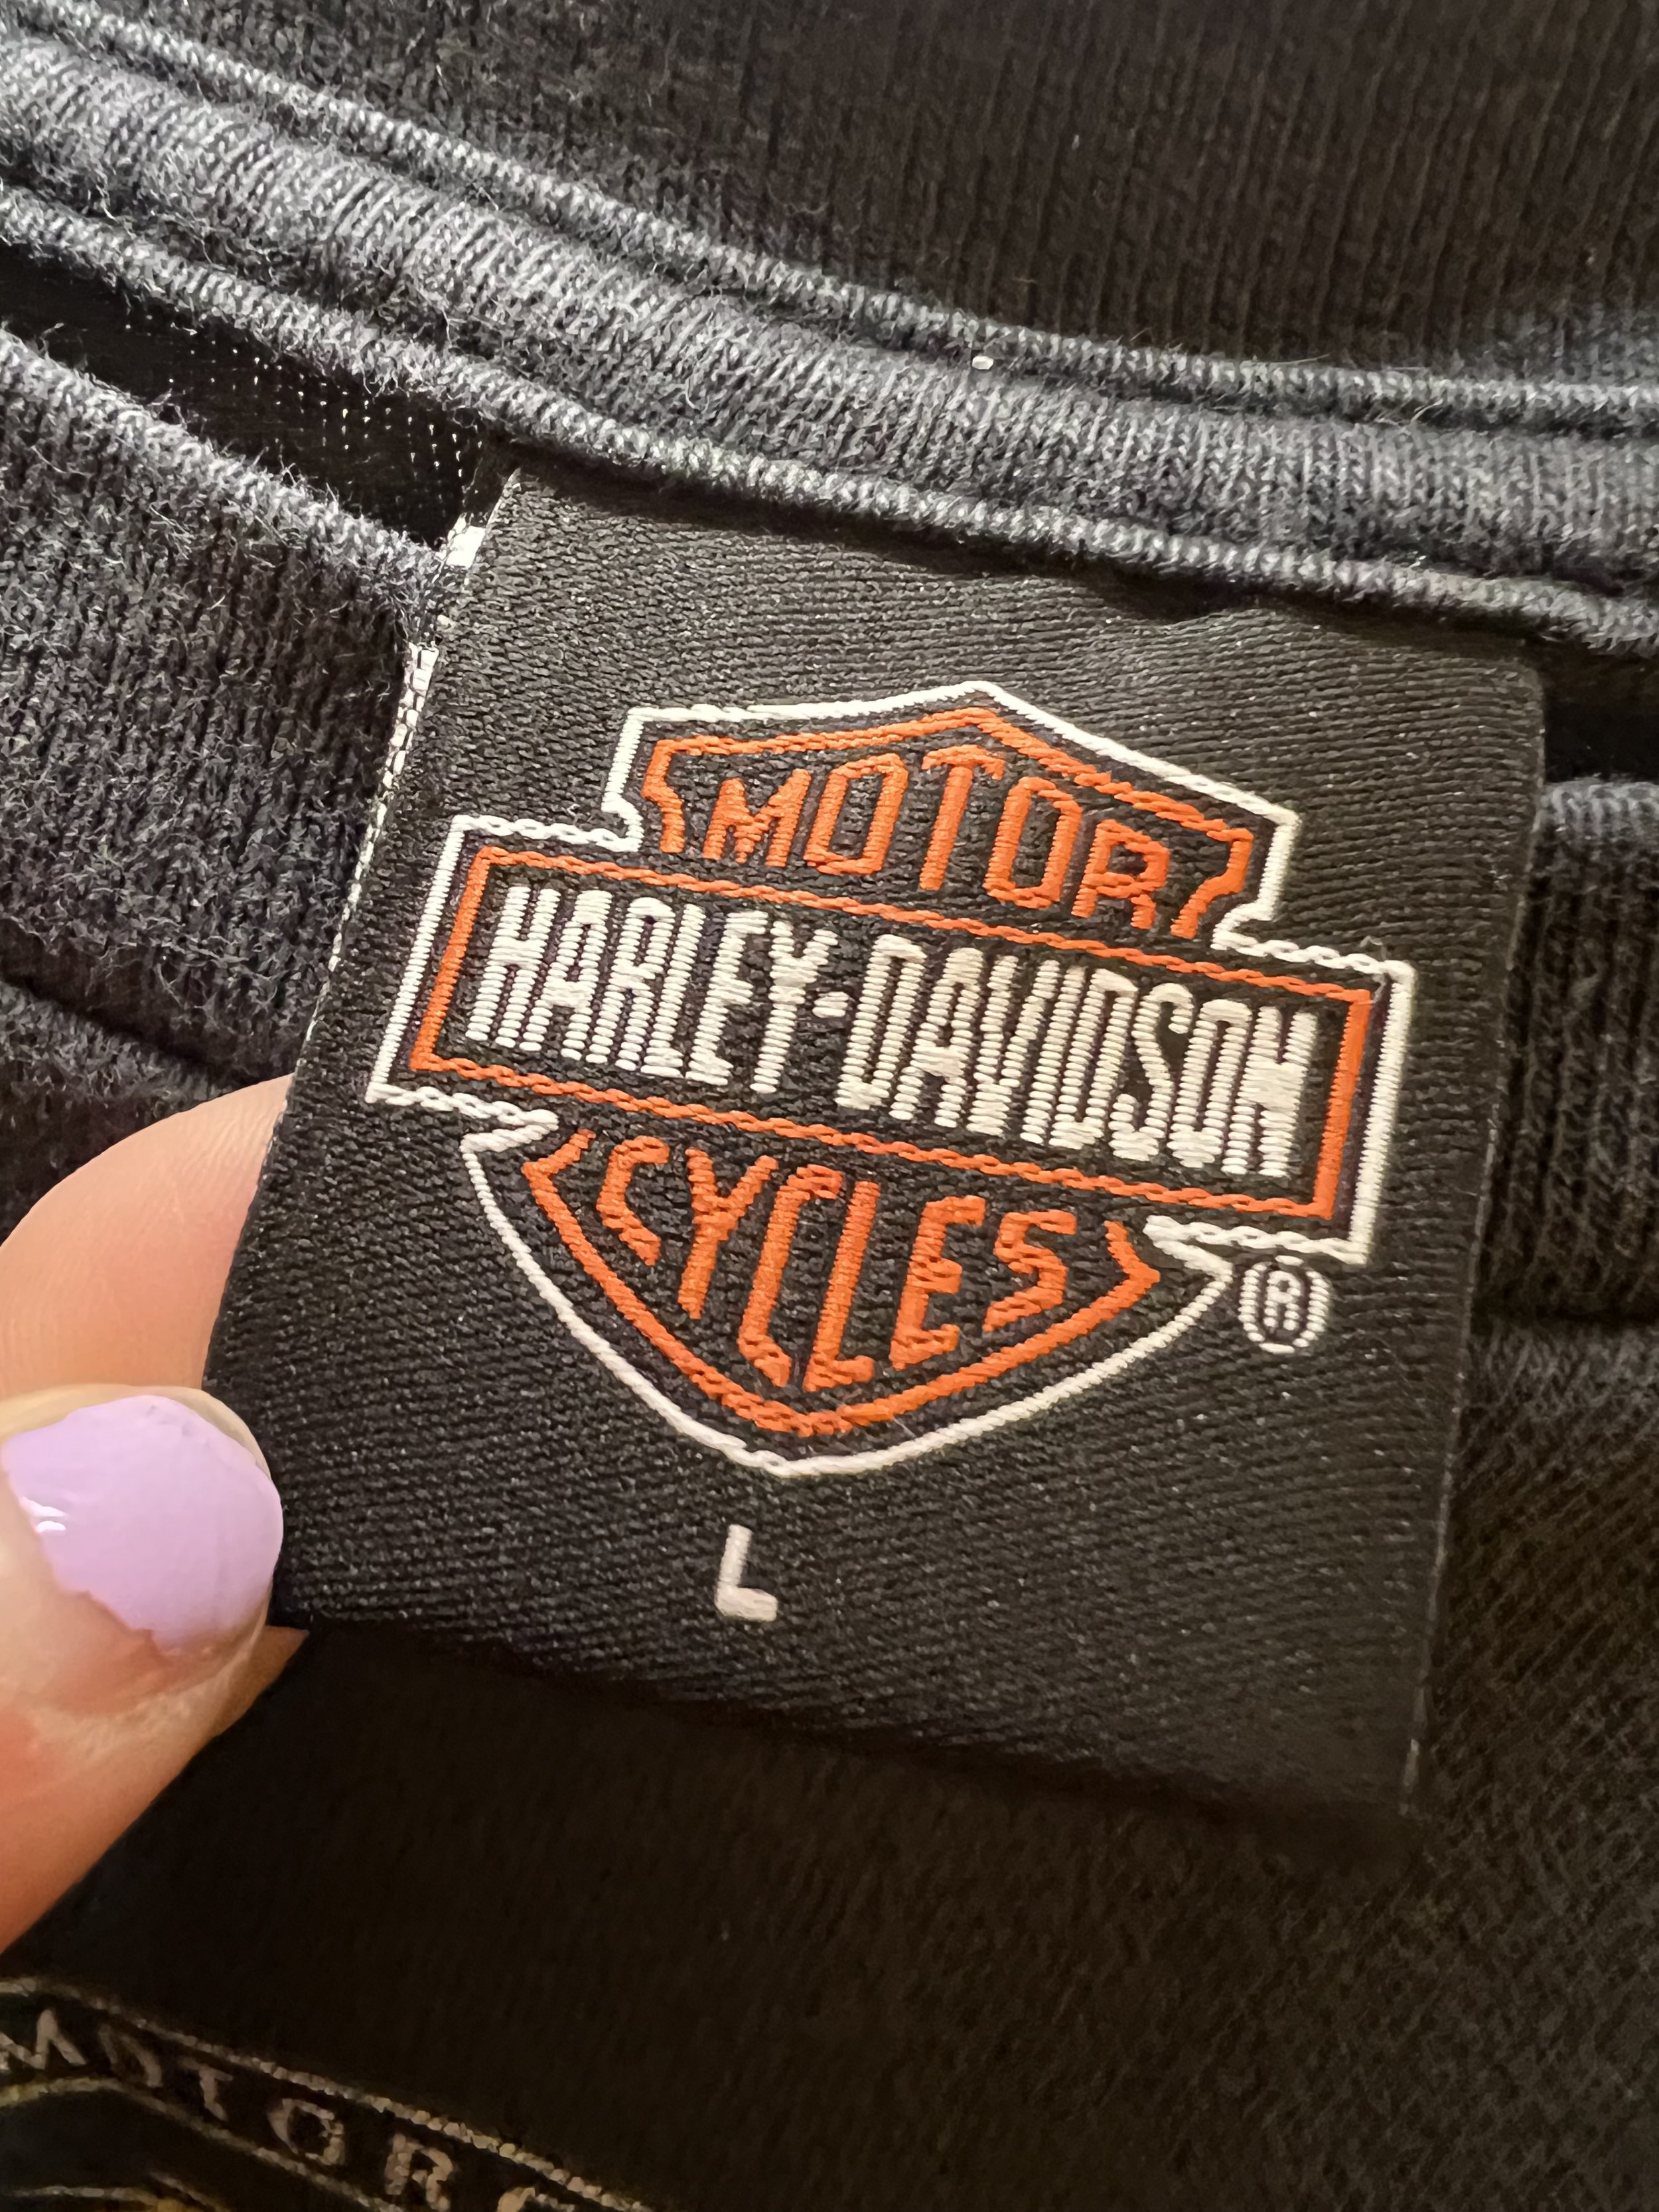 MOTOR
HARLEY-DAVIDSON
CYCLES
®
L
MOTOR